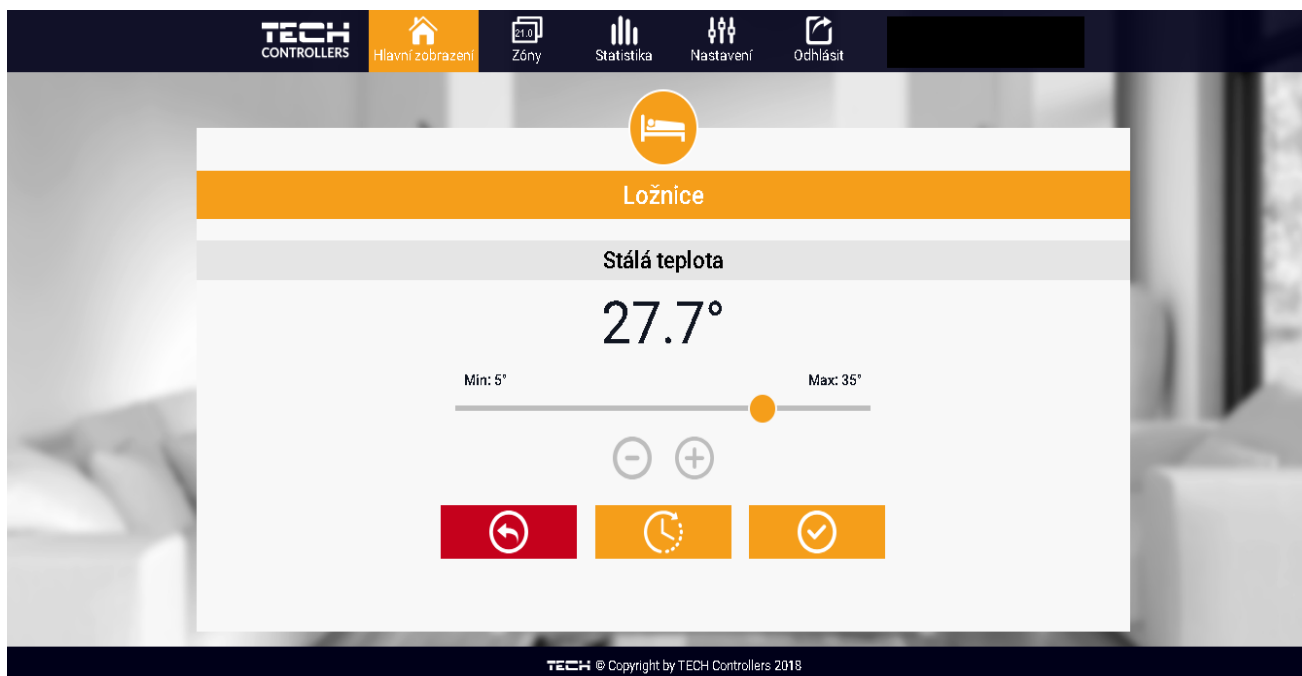 TECH
CONTROLLERS
Hlavní zobrazení
21.0
Zóny
Statistika
Nastavení
Odhlásit
Ložnice
Stálá teplota
27.7°
Min: 5°
Max: 35°
TECH © Copyright by TECH Controllers 2018